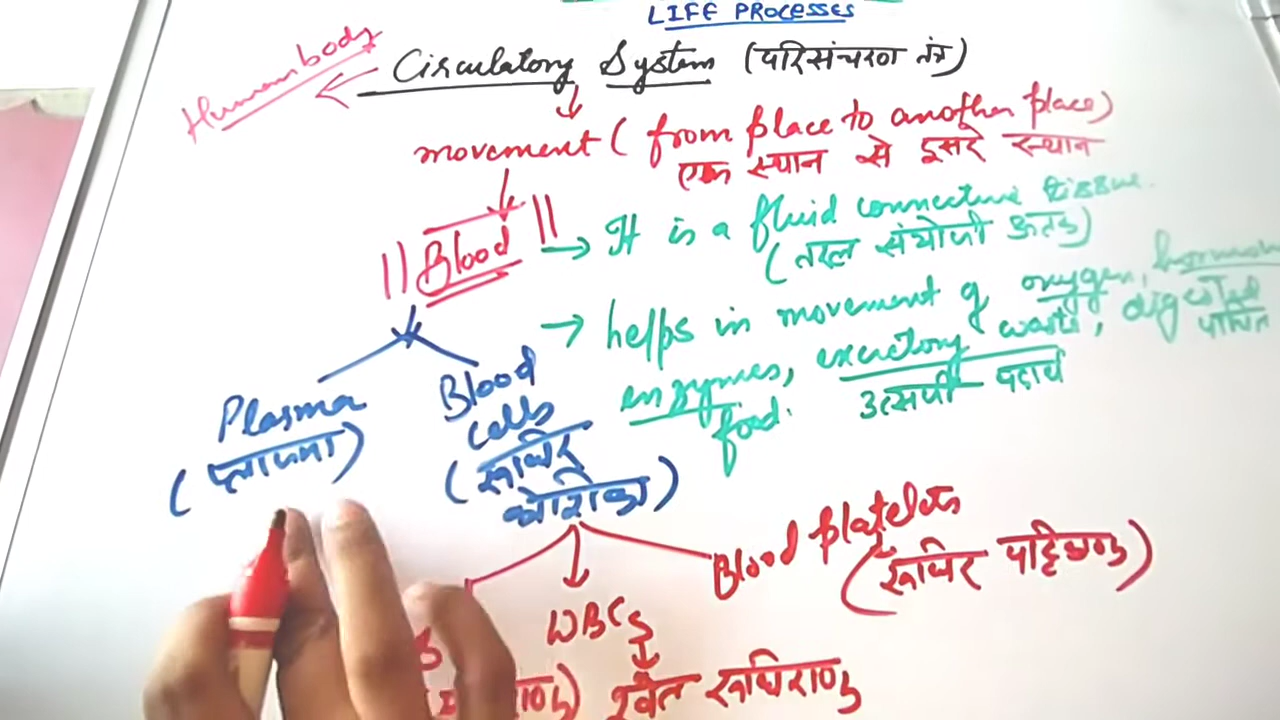 LIFE PROCESSES
Human body
Circulatory System (परिसंचरण तंत्र)
movement ( from place to another place)
एक स्थान से दूसरे स्थान
Blood
→ It is a fluid connective tissue.
(तरल संयोजी ऊतक)
→ helps in movement of oxygen,
enzymes, excretory waste, digested
food.
उत्सर्जी पदार्थ
Plasma
(प्लाज्मा)
Blood
Cells
(रुधिर
कोशिका)
Blood platelets
(रुधिर पट्टिकाणु)
WBCs
श्वेत रुधिराणु